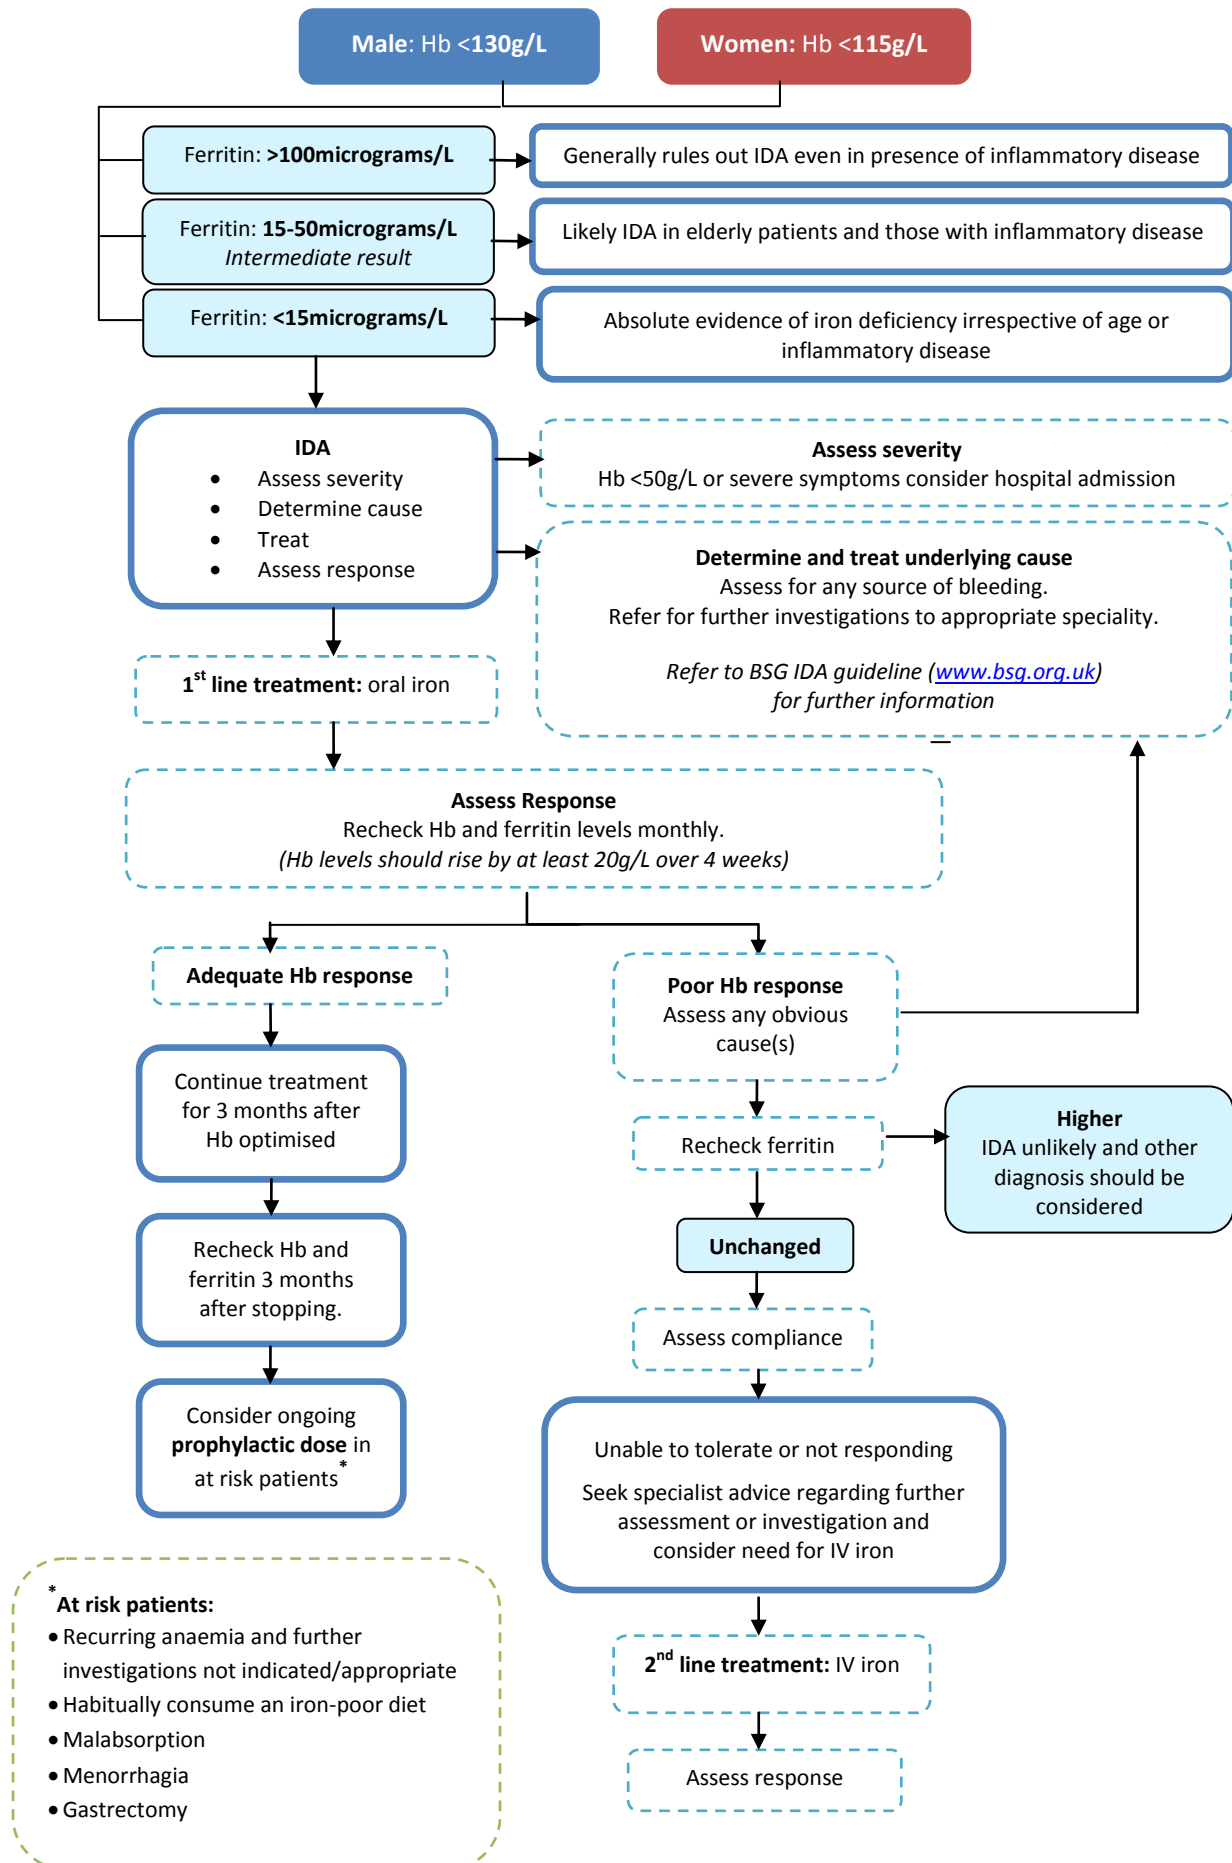 Male: Hb <130g/L
Women: Hb <115g/L
Ferritin: >100micrograms/L
Generally rules out IDA even in presence of inflammatory disease
Ferritin: 15-50micrograms/L
Intermediate result
Likely IDA in elderly patients and those with inflammatory disease
Ferritin: <15micrograms/L
Absolute evidence of iron deficiency irrespective of age or
inflammatory disease
IDA
• Assess severity
• Determine cause
• Treat
• Assess response
Assess severity
Hb <50g/L or severe symptoms consider hospital admission
Determine and treat underlying cause
Assess for any source of bleeding.
Refer for further investigations to appropriate speciality.
Refer to BSG IDA guideline (www.bsg.org.uk)
for further information
1st line treatment: oral iron
Assess Response
Recheck Hb and ferritin levels monthly.
(Hb levels should rise by at least 20g/L over 4 weeks)
Adequate Hb response
Continue treatment
for 3 months after
Hb optimised
Recheck Hb and
ferritin 3 months
after stopping.
Consider ongoing
prophylactic dose in
at risk patients*
Poor Hb response
Assess any obvious
cause(s)
Recheck ferritin
Higher
IDA unlikely and other
diagnosis should be
considered
Unchanged
Assess compliance
Unable to tolerate or not responding
Seek specialist advice regarding further
assessment or investigation and
consider need for IV iron
2nd line treatment: IV iron
Assess response
*At risk patients:
• Recurring anaemia and further
investigations not indicated/appropriate
• Habitually consume an iron-poor diet
• Malabsorption
• Menorrhagia
• Gastrectomy